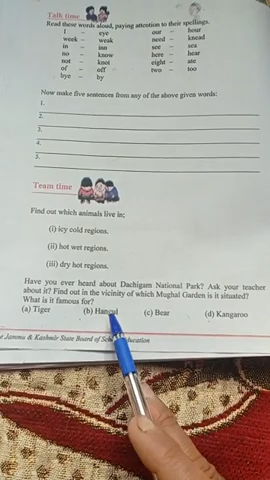 Talk time
Read these words aloud, paying attention to their spellings.
I – eye our – hour
week – weak need – knead
in – inn see – sea
no – know here – hear
not – knot eight – ate
of – off two – too
bye – by
Now make five sentences from any of the above given words:
1.
2.
3.
4.
5.
Team time
Find out which animals live in;
(i) icy cold regions.
(ii) hot wet regions.
(iii) dry hot regions.
Have you ever heard about Dachigam National Park? Ask your teacher
about it? Find out in the vicinity of which Mughal Garden is it situated?
What is it famous for?
(a) Tiger (b) Hangul (c) Bear (d) Kangaroo
e Jammu & Kashmir State Board of School Education